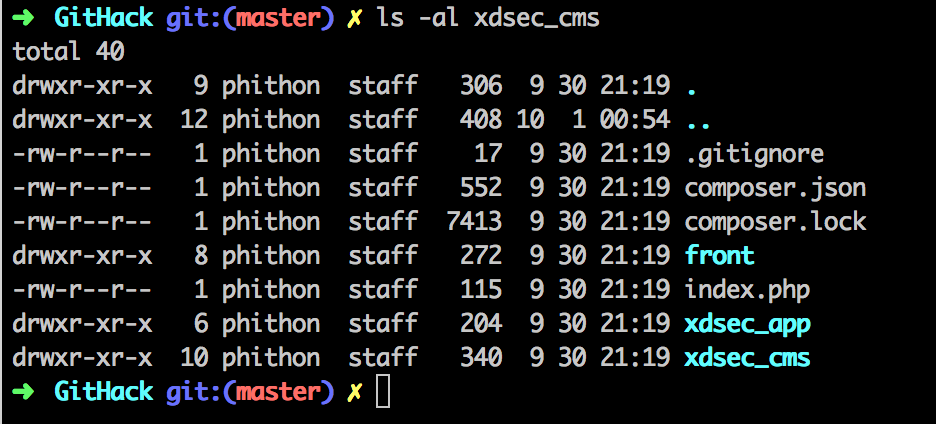 ➜  GitHack git:(master) ✗ ls -al xdsec_cms
total 40
drwxr-xr-x   9 phithon  staff   306  9 30 21:19 .
drwxr-xr-x  12 phithon  staff   408 10  1 00:54 ..
-rw-r--r--   1 phithon  staff    17  9 30 21:19 .gitignore
-rw-r--r--   1 phithon  staff   552  9 30 21:19 composer.json
-rw-r--r--   1 phithon  staff  7413  9 30 21:19 composer.lock
drwxr-xr-x   8 phithon  staff   272  9 30 21:19 front
-rw-r--r--   1 phithon  staff   115  9 30 21:19 index.php
drwxr-xr-x   6 phithon  staff   204  9 30 21:19 xdsec_app
drwxr-xr-x  10 phithon  staff   340  9 30 21:19 xdsec_cms
➜  GitHack git:(master) ✗